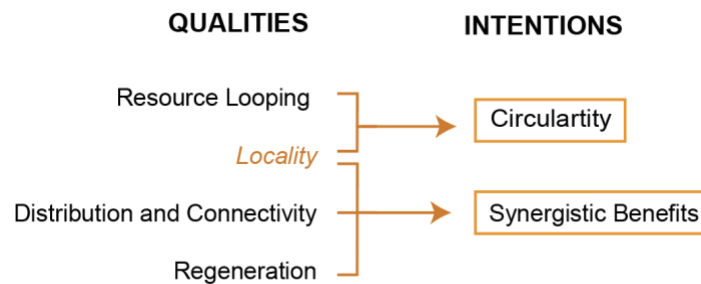 QUALITIES INTENTIONS
Resource Looping
Circulartity
Locality
Distribution and Connectivity Synergistic Benefits
Regeneration